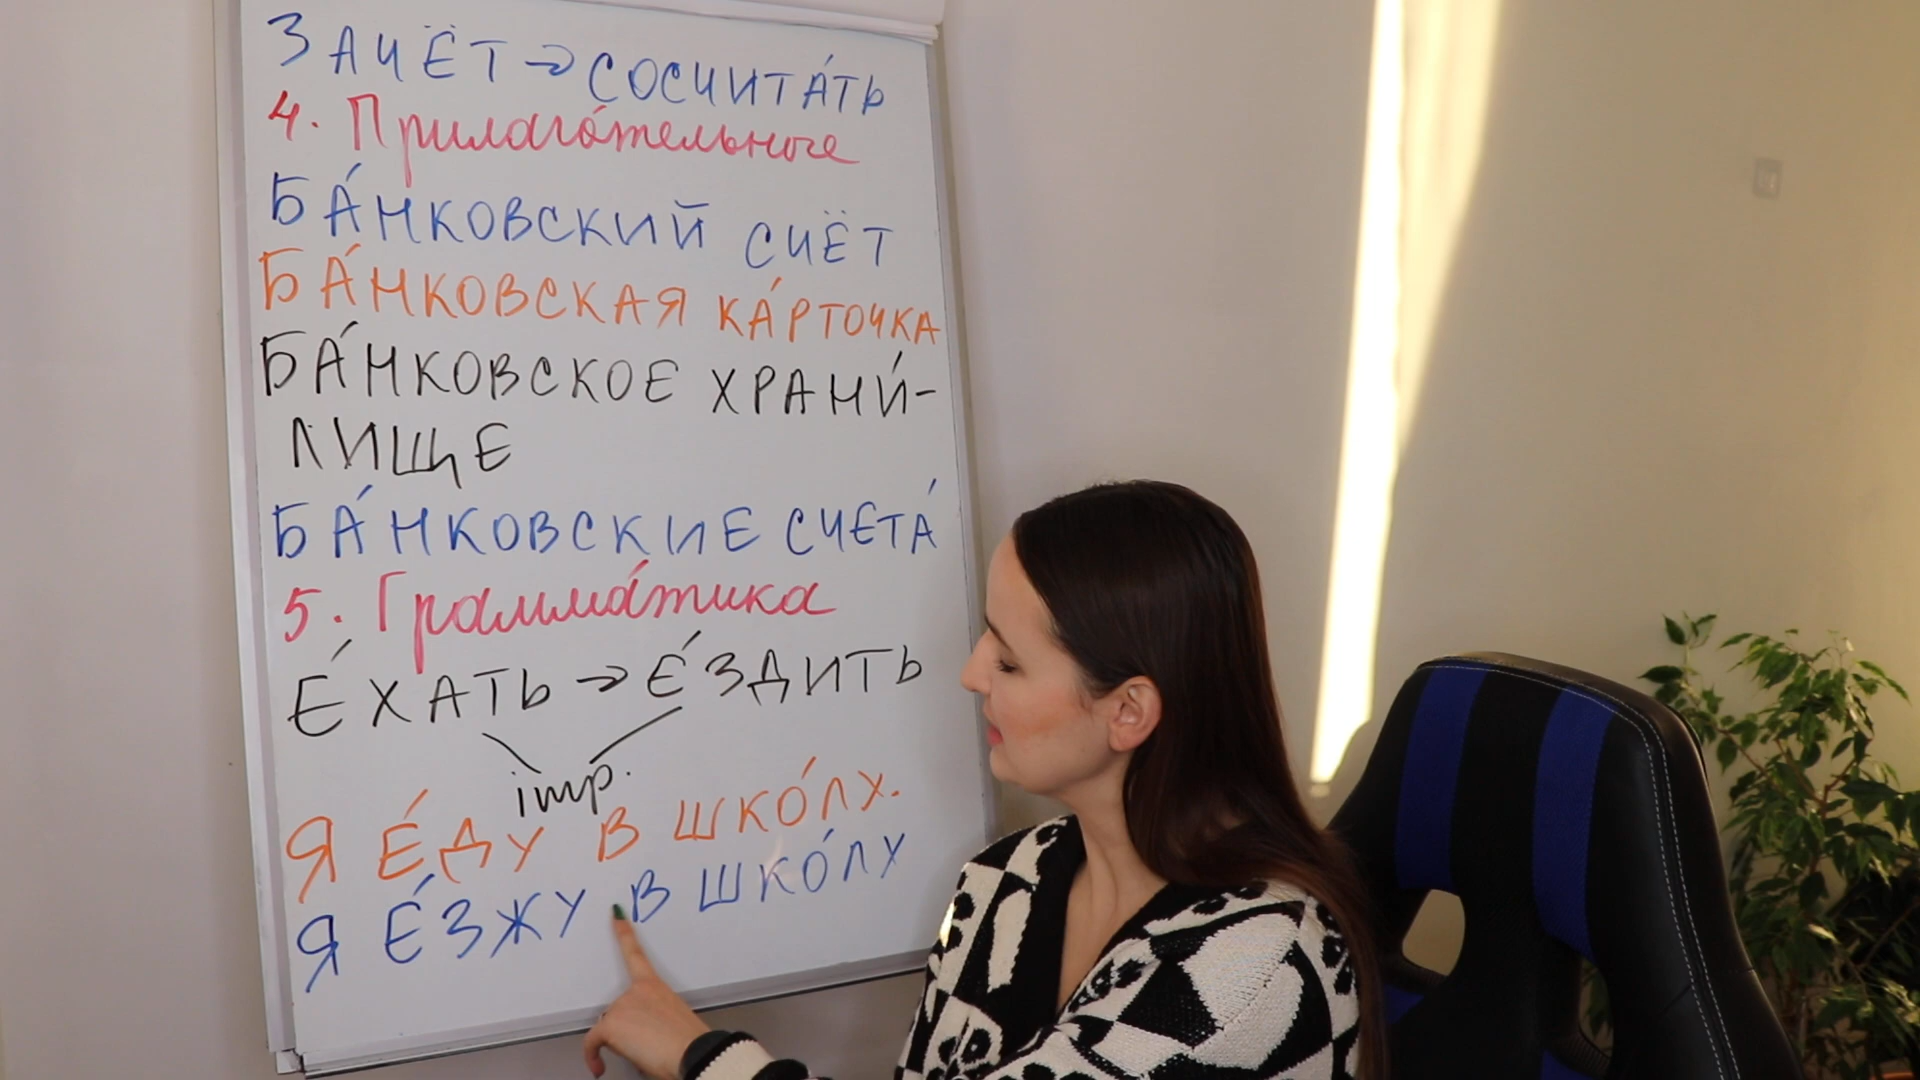 ЗАЧЁТ → СОСЧИТА́ТЬ
4. Прилага́тельное
БА́НКОВСКИЙ СЧЁТ
БА́НКОВСКАЯ КА́РТОЧКА
БА́НКОВСКОЕ ХРАНИ́-
ЛИЩЕ
БА́НКОВСКИЕ СЧЕТА́
5. Грамма́тика
Е́ХАТЬ → Е́ЗДИТЬ
imp.
Я Е́ДУ В ШКО́ЛУ.
Я Е́ЗЖУ В ШКО́ЛУ